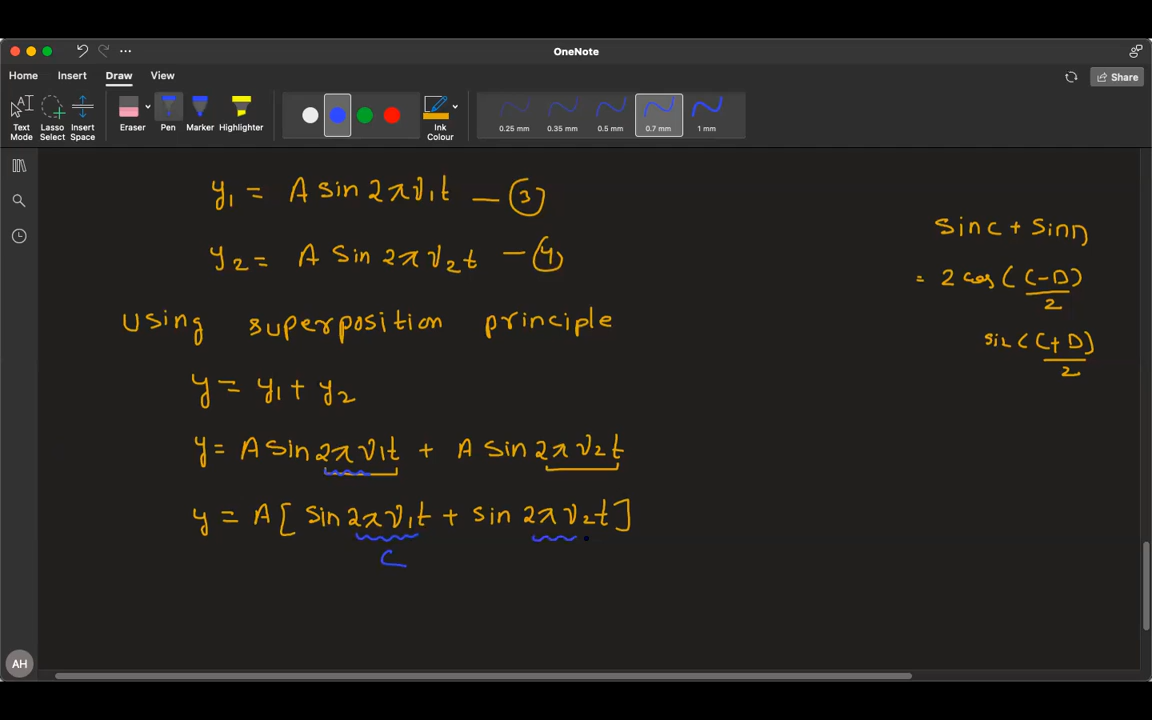 OneNote
Home Insert Draw View
Share
Text Mode
Lasso Select
Insert Space
Eraser
Pen
Marker
Highlighter
Ink Colour
0.25 mm
0.35 mm
0.5 mm
0.7 mm
1 mm
y₁ = A sin 2πν₁t — ③
y₂ = A Sin 2πν₂t — ④
Using superposition principle
y = y₁ + y₂
y = A sin 2πν₁t + A sin 2πν₂t
y = A [ sin 2πν₁t + sin 2πν₂t ]
C
sinc + sinD
= 2 cos ( (C-D)/2 )
sin ( (C+D)/2 )
AH